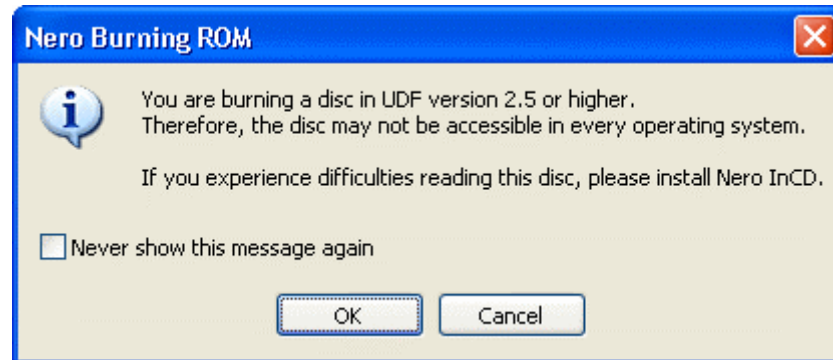 Nero Burning ROM
You are burning a disc in UDF version 2.5 or higher.
Therefore, the disc may not be accessible in every operating system.
If you experience difficulties reading this disc, please install Nero InCD.
Never show this message again
OK
Cancel